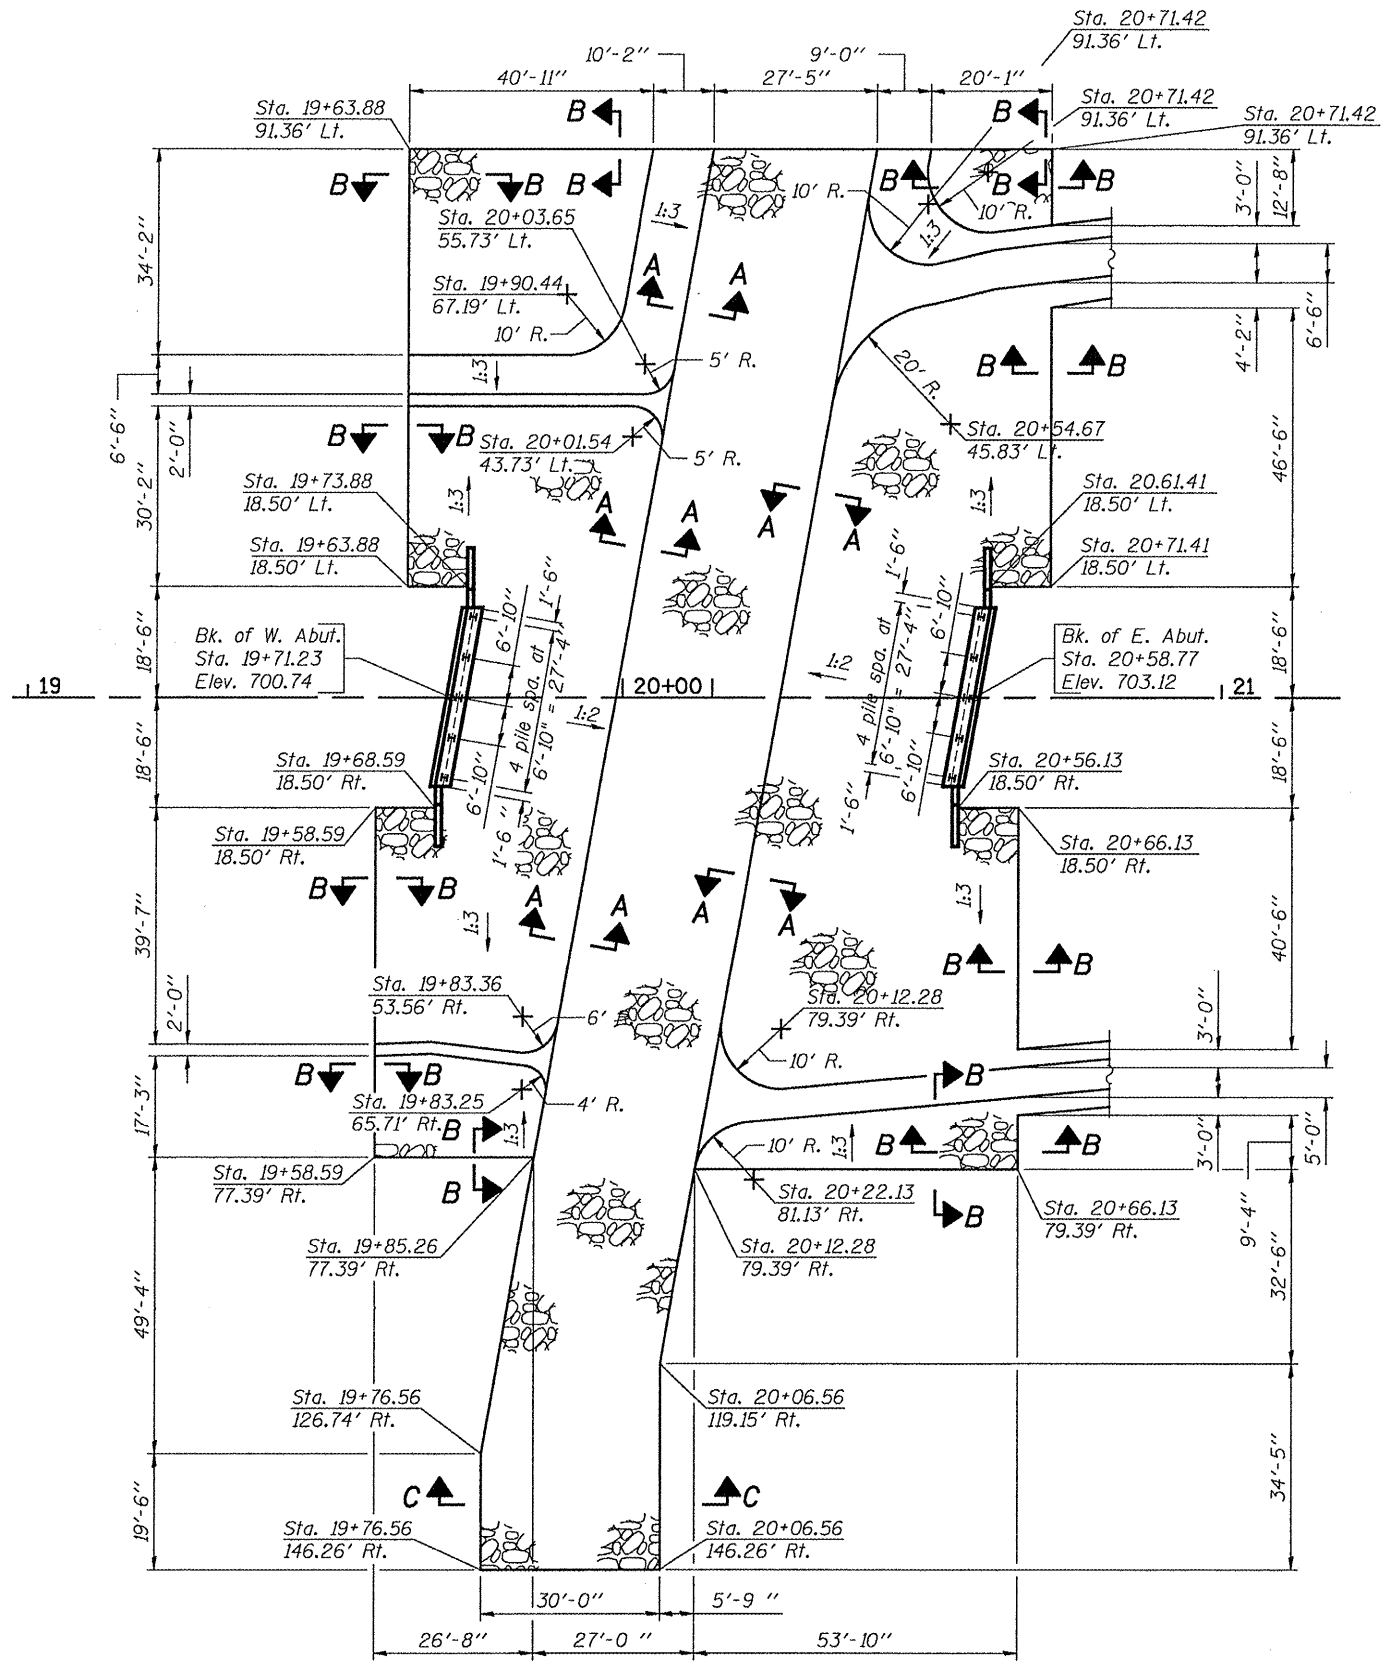 Sta. 20+71.42
91.36' Lt.
10'-2"
9'-0"
40'-11"
27'-5"
20'-1"
Sta. 19+63.88
91.36' Lt.
B
Sta. 20+71.42
91.36' Lt.
B
Sta. 20+71.42
91.36' Lt.
B
B
B
B
B
B
10' R.
10' R.
3'-0"
12'-8"
Sta. 20+03.65
55.73' Lt.
1:3
1:3
34'-2"
A
A
Sta. 19+90.44
67.19' Lt.
10' R.
6'-6"
4'-2"
5' R.
1:3
20' R.
B
B
6'-6"
2'-0"
B
B
Sta. 20+01.54
43.73' Lt.
5' R.
Sta. 20+54.67
45.83' Lt.
46'-6"
30'-2"
Sta. 19+73.88
18.50' Lt.
1:3
A
A
A
A
1:3
Sta. 20.61.41
18.50' Lt.
Sta. 19+63.88
18.50' Lt.
Sta. 20+71.41
18.50' Lt.
1'-6"
6'-10"
4 pile spa. at
6'-10" = 27'-4"
1'-6"
6'-10"
4 pile spa. at
6'-10" = 27'-4"
18'-6"
Bk. of W. Abut.
Sta. 19+71.23
Elev. 700.74
1:2
Bk. of E. Abut.
Sta. 20+58.77
Elev. 703.12
18'-6"
19
20+00
21
1:2
18'-6"
18'-6"
6'-10"
1'-6"
6'-10"
1'-6"
Sta. 19+68.59
18.50' Rt.
Sta. 20+56.13
18.50' Rt.
Sta. 19+58.59
18.50' Rt.
Sta. 20+66.13
18.50' Rt.
B
B
A
A
A
A
1:3
1:3
39'-7"
40'-6"
B
B
Sta. 19+83.36
53.56' Rt.
6'
Sta. 20+12.28
79.39' Rt.
2'-0"
3'-0"
10' R.
B
B
B
4' R.
Sta. 19+83.25
65.71' Rt.
17'-3"
B
1:3
10' R.
1:3
B
B
3'-0"
5'-0"
Sta. 19+58.59
77.39' Rt.
B
Sta. 20+22.13
81.13' Rt.
B
Sta. 20+66.13
79.39' Rt.
9'-4"
Sta. 19+85.26
77.39' Rt.
Sta. 20+12.28
79.39' Rt.
49'-4"
32'-6"
Sta. 19+76.56
126.74' Rt.
Sta. 20+06.56
119.15' Rt.
C
C
19'-6"
34'-5"
Sta. 19+76.56
146.26' Rt.
Sta. 20+06.56
146.26' Rt.
30'-0"
5'-9 "
26'-8"
27'-0 "
53'-10"